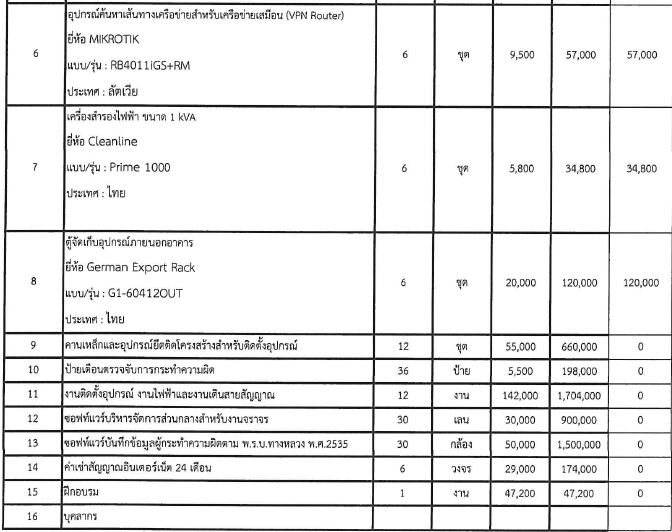 6 อุปกรณ์ค้นหาเส้นทางเครือข่ายสำหรับเครือข่ายเสมือน (VPN Router) 6 ชุด 9,500 57,000 57,000
ยี่ห้อ MIKROTIK
แบบ/รุ่น : RB4011iGS+RM
ประเทศ : ลัตเวีย
7 เครื่องสำรองไฟฟ้า ขนาด 1 kVA 6 ชุด 5,800 34,800 34,800
ยี่ห้อ Cleanline
แบบ/รุ่น : Prime 1000
ประเทศ : ไทย
8 ตู้จัดเก็บอุปกรณ์ภายนอกอาคาร 6 ชุด 20,000 120,000 120,000
ยี่ห้อ German Export Rack
แบบ/รุ่น : G1-60412OUT
ประเทศ : ไทย
9 คานเหล็กและอุปกรณ์ยึดติดโครงสร้างสำหรับติดตั้งอุปกรณ์ 12 ชุด 55,000 660,000 0
10 ป้ายเตือนตรวจจับการกระทำความผิด 36 ป้าย 5,500 198,000 0
11 งานติดตั้งอุปกรณ์ งานไฟฟ้าและงานเดินสายสัญญาณ 12 งาน 142,000 1,704,000 0
12 ซอฟท์แวร์บริหารจัดการส่วนกลางสำหรับงานจราจร 30 เลน 30,000 900,000 0
13 ซอฟท์แวร์บันทึกข้อมูลผู้กระทำความผิดตาม พ.ร.บ.ทางหลวง พ.ศ.2535 30 กล้อง 50,000 1,500,000 0
14 ค่าเช่าสัญญาณอินเตอร์เน็ต 24 เดือน 6 วงจร 29,000 174,000 0
15 ฝึกอบรม 1 งาน 47,200 47,200 0
16 บุคลากร